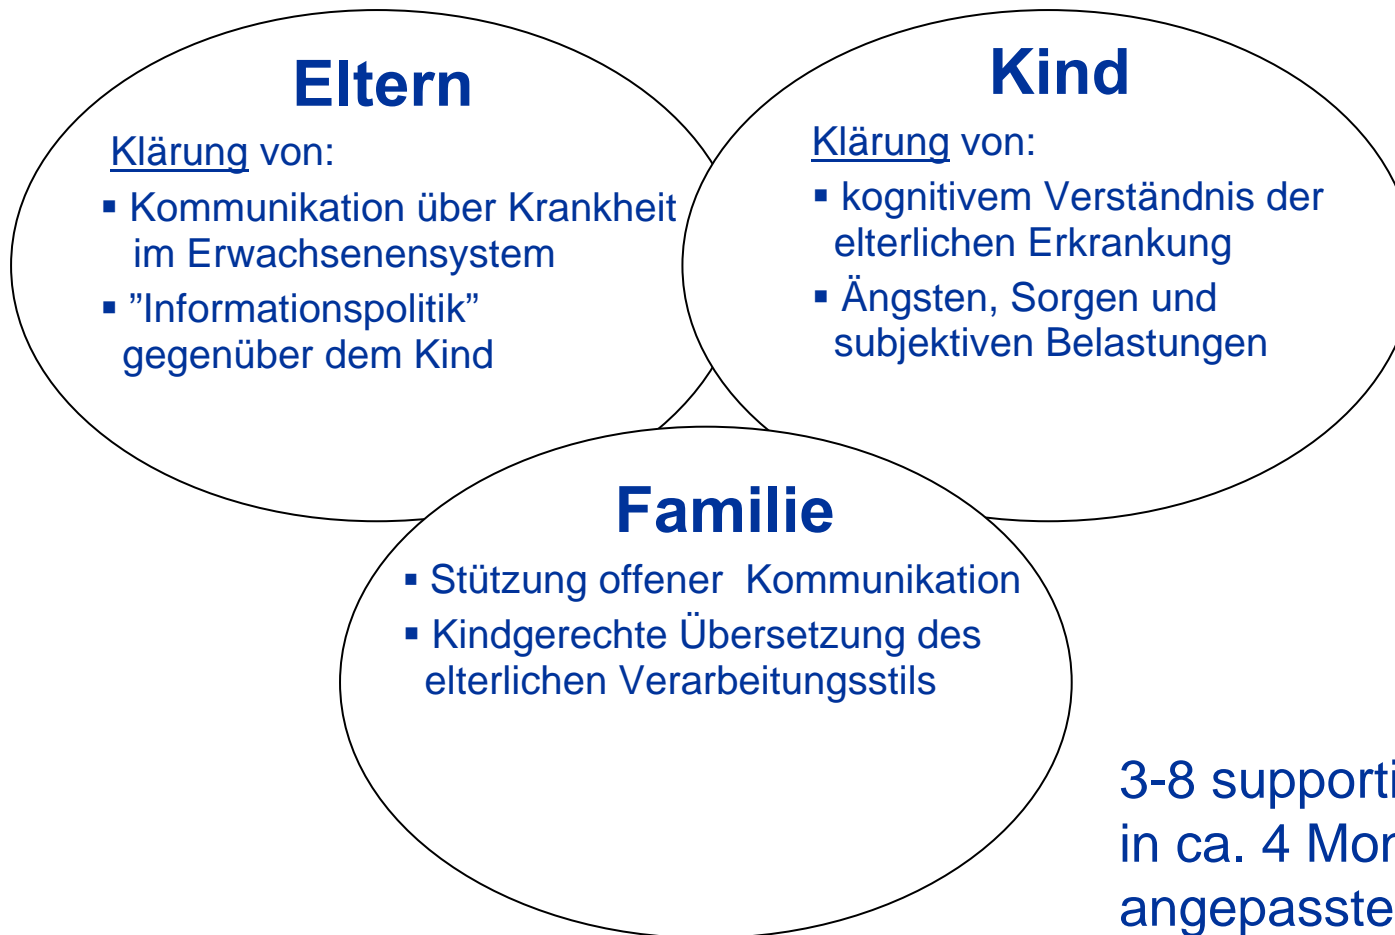 Eltern
Klärung von:
▪ Kommunikation über Krankheit
im Erwachsenensystem
▪ ”Informationspolitik”
gegenüber dem Kind
Kind
Klärung von:
▪ kognitivem Verständnis der
elterlichen Erkrankung
▪ Ängsten, Sorgen und
subjektiven Belastungen
Familie
▪ Stützung offener Kommunikation
▪ Kindgerechte Übersetzung des
elterlichen Verarbeitungsstils
3-8
in ca. 4
angepasste